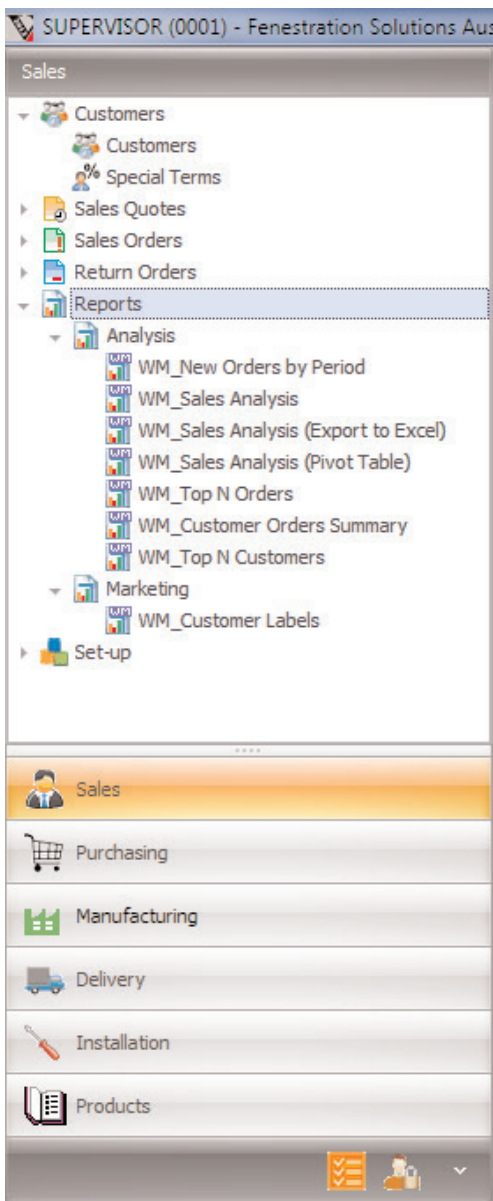 SUPERVISOR (0001) - Fenestration Solutions Aus
Sales
Customers
Customers
Special Terms
Sales Quotes
Sales Orders
Return Orders
Reports
Analysis
WM_New Orders by Period
WM_Sales Analysis
WM_Sales Analysis (Export to Excel)
WM_Sales Analysis (Pivot Table)
WM_Top N Orders
WM_Customer Orders Summary
WM_Top N Customers
Marketing
WM_Customer Labels
Set-up
Sales
Purchasing
Manufacturing
Delivery
Installation
Products